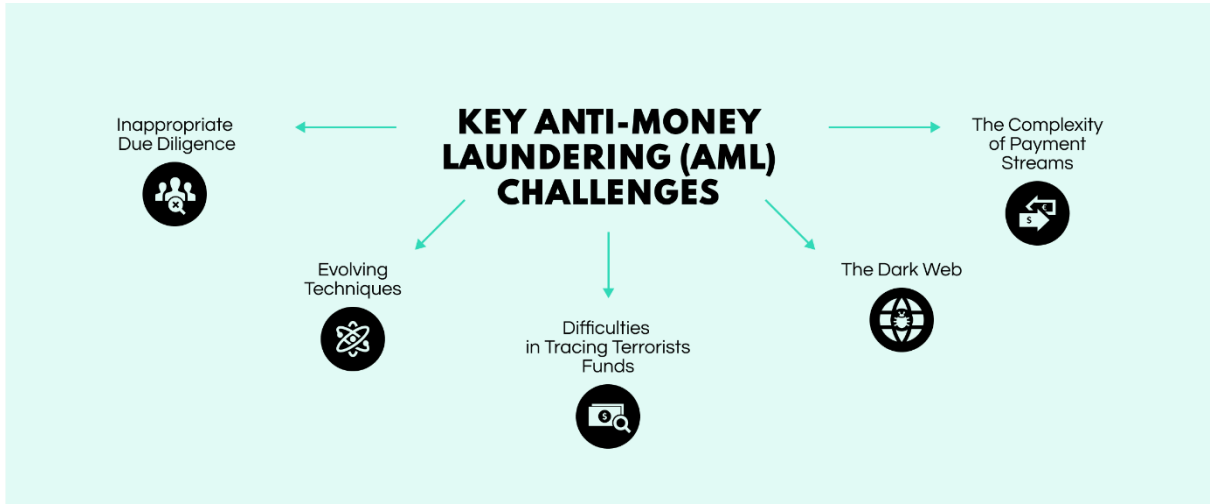 KEY ANTI-MONEY
LAUNDERING (AML)
CHALLENGES
Inappropriate
Due Diligence
Evolving
Techniques
Difficulties
in Tracing Terrorists
Funds
The Dark Web
The Complexity
of Payment
Streams
$
€
$